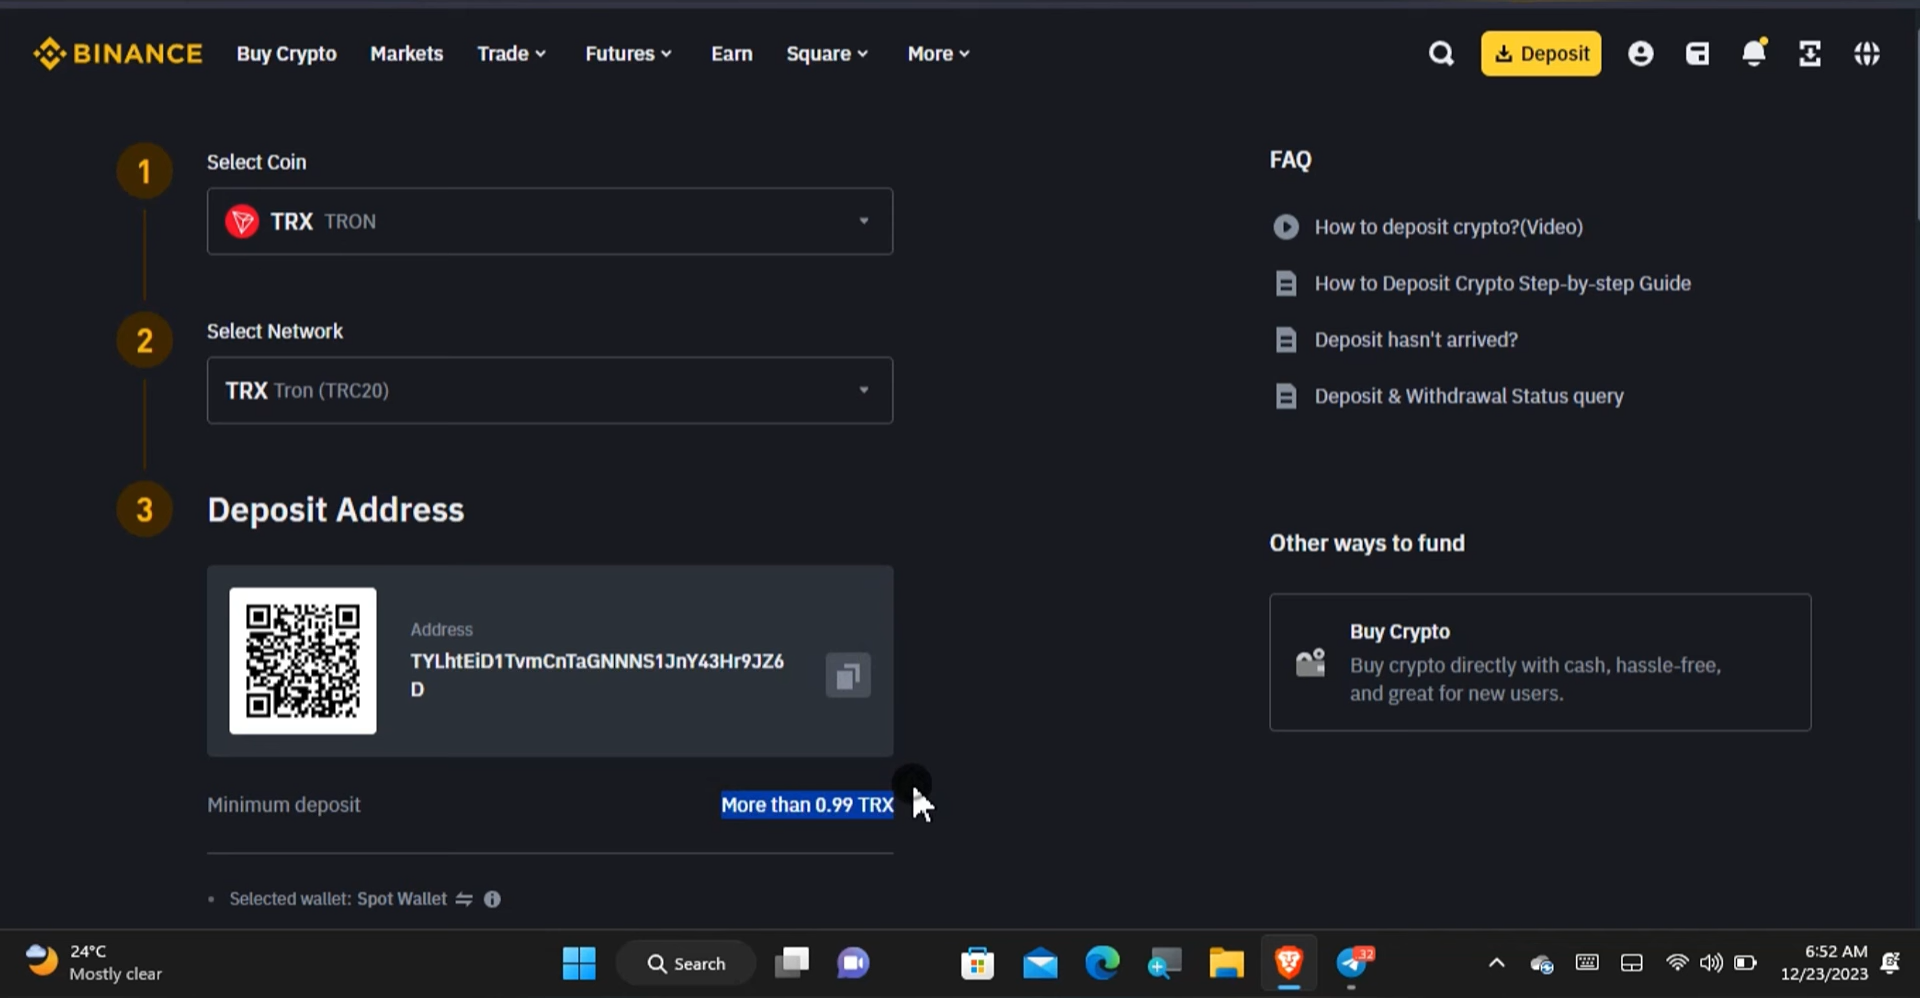 BINANCE Buy Crypto Markets Trade Futures Earn Square More Deposit
1 Select Coin
TRX TRON
2 Select Network
TRX Tron (TRC20)
3 Deposit Address
Address
TYLhtEiD1TvmCnTaGNNNS1JnY43Hr9JZ6
D
Minimum deposit More than 0.99 TRX
• Selected wallet: Spot Wallet
FAQ
How to deposit crypto?(Video)
How to Deposit Crypto Step-by-step Guide
Deposit hasn't arrived?
Deposit & Withdrawal Status query
Other ways to fund
Buy Crypto
Buy crypto directly with cash, hassle-free,
and great for new users.
24°C
Mostly clear
Search
32
6:52 AM
12/23/2023